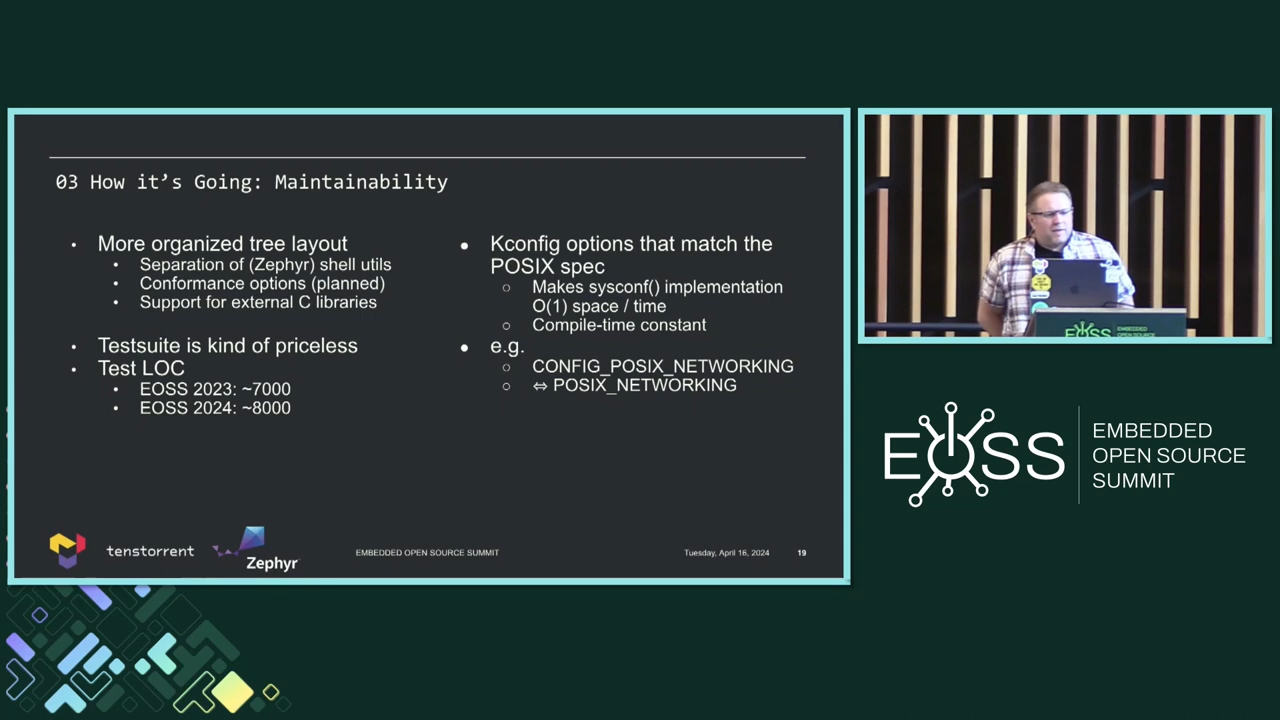 03 How it’s Going: Maintainability
More organized tree layout
Separation of (Zephyr) shell utils
Conformance options (planned)
Support for external C libraries
Testsuite is kind of priceless
Test LOC
EOSS 2023: ~7000
EOSS 2024: ~8000
Kconfig options that match the
POSIX spec
Makes sysconf() implementation
O(1) space / time
Compile-time constant
e.g.
CONFIG_POSIX_NETWORKING
⇔ POSIX_NETWORKING
tenstorrent
Zephyr
EMBEDDED OPEN SOURCE SUMMIT
Tuesday, April 16, 2024
19
EOSS
EOSS
EMBEDDED
OPEN SOURCE
SUMMIT